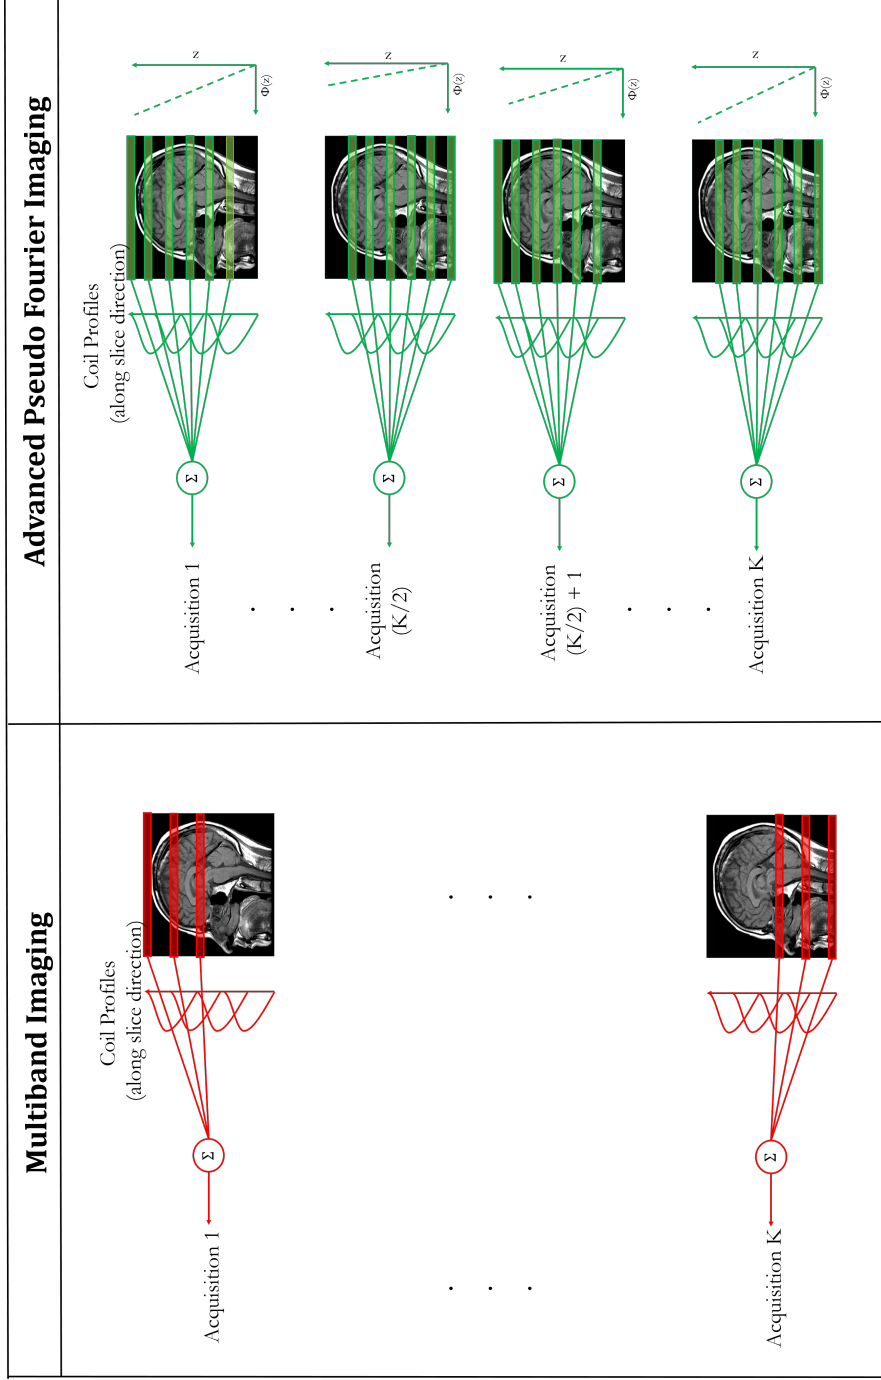 Multiband Imaging
Coil Profiles
(along slice direction)
Σ
Acquisition 1
. . .
. . .
Σ
Acquisition K
Advanced Pseudo Fourier Imaging
Coil Profiles
(along slice direction)
z
Φ(z)
Σ
Acquisition 1
. . .
z
Φ(z)
Σ
Acquisition
(K/2)
z
Φ(z)
Σ
Acquisition
(K/2) + 1
. . .
z
Φ(z)
Σ
Acquisition K